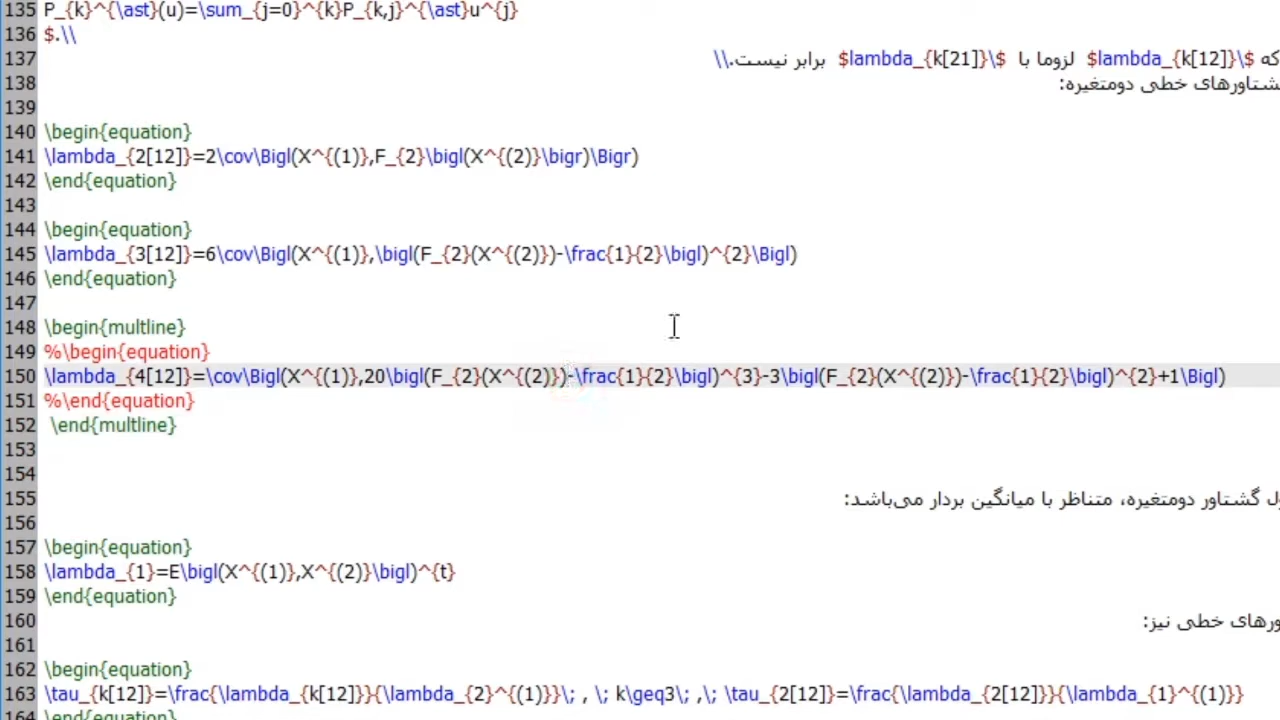 135 P_{k}^{\ast}(u)=\sum_{j=0}^{k}P_{k,j}^{\ast}u^{j}
136 $.\\
137 که $\lambda_{k[12]}$ لزوما با $\lambda_{k[21]}$ برابر نیست.\\
138 خطی دومتغیره:
139
140 \begin{equation}
141 \lambda_{2[12]}=2\cov\Bigl(X^{(1)},F_{2}\bigl(X^{(2)}\bigr)\Bigr)
142 \end{equation}
143
144 \begin{equation}
145 \lambda_{3[12]}=6\cov\Bigl(X^{(1)},\bigl(F_{2}(X^{(2)})-\frac{1}{2}\bigl)^{2}\Bigl)
146 \end{equation}
147
148 \begin{multline}
149 %\begin{equation}
150 \lambda_{4[12]}=\cov\Bigl(X^{(1)},20\bigl(F_{2}(X^{(2)})-\frac{1}{2}\bigl)^{3}-3\bigl(F_{2}(X^{(2)})-\frac{1}{2}\bigl)^{2}+1\Bigl)
151 %\end{equation}
152 \end{multline}
153
154
155 گشتاور دومتغیره، متناظر با میانگین بردار می‌باشد:
156
157 \begin{equation}
158 \lambda_{1}=E\bigl(X^{(1)},X^{(2)}\bigl)^{t}
159 \end{equation}
160 خطی نیز:
161
162 \begin{equation}
163 \tau_{k[12]}=\frac{\lambda_{k[12]}}{\lambda_{2}^{(1)}}\; , \; k\geq3\; ,\; \tau_{2[12]}=\frac{\lambda_{2[12]}}{\lambda_{1}^{(1)}}
164 \end{equation}